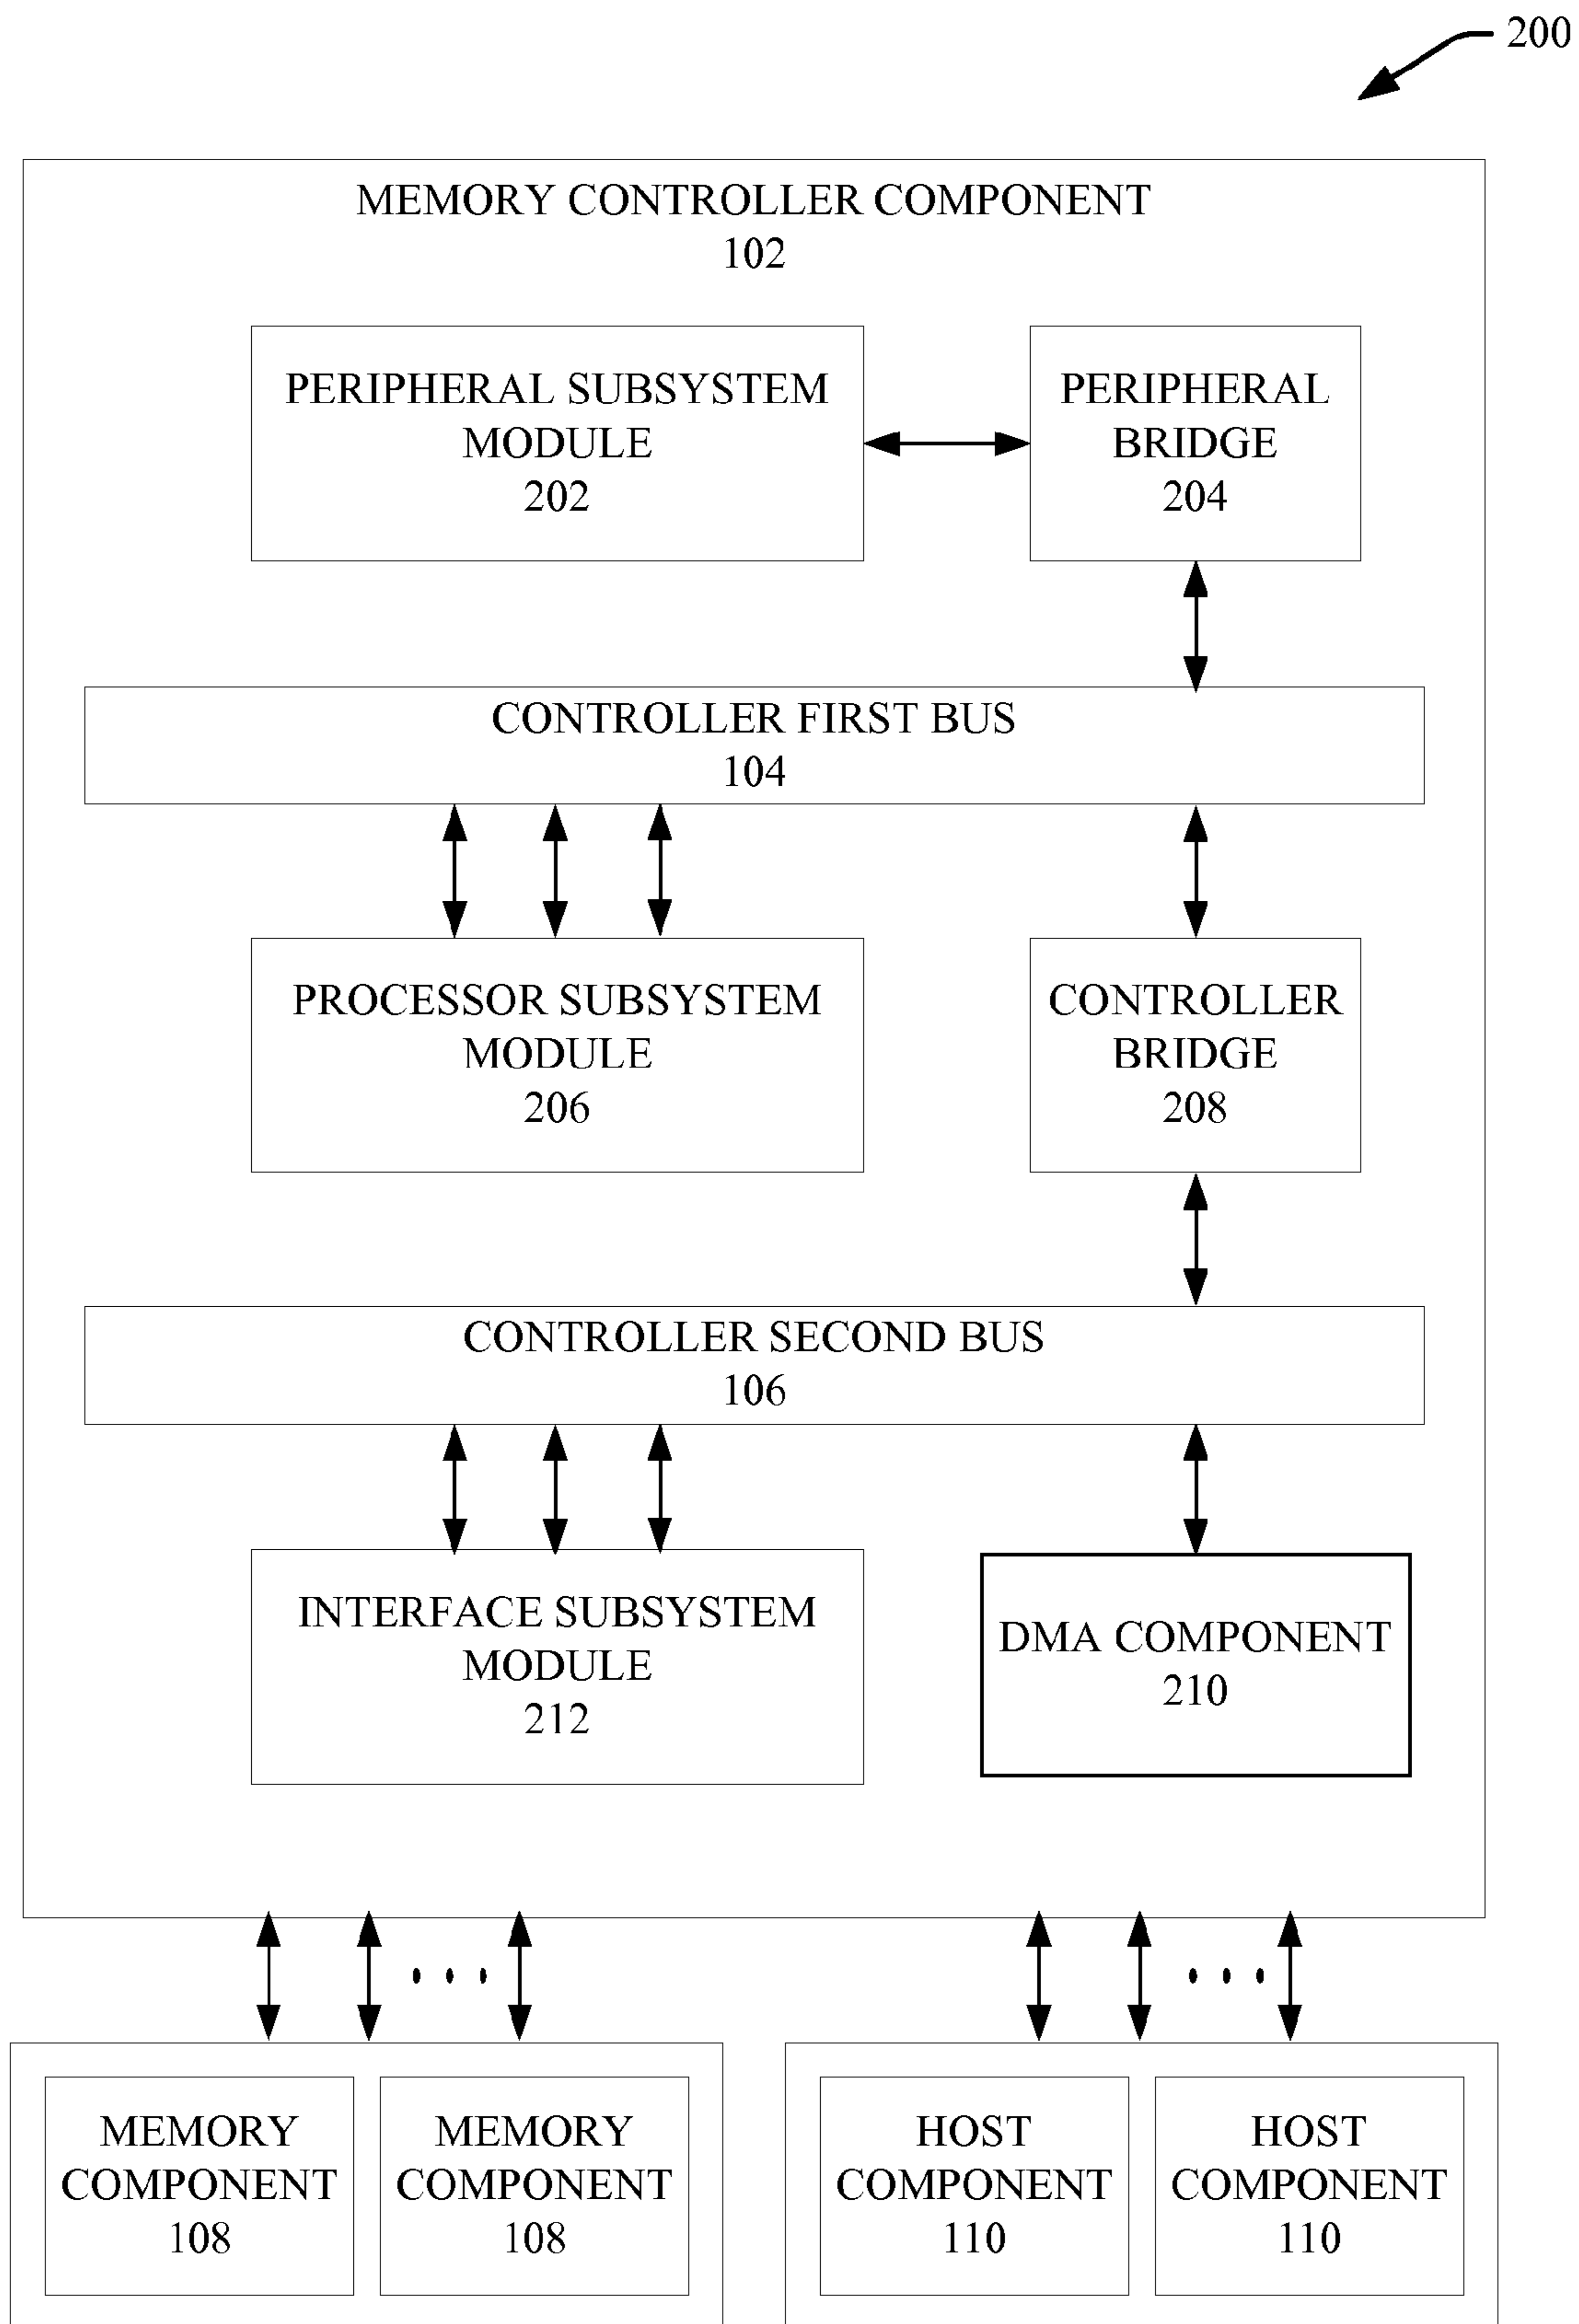 200
MEMORY CONTROLLER COMPONENT
102
PERIPHERAL SUBSYSTEM
MODULE
202
PERIPHERAL
BRIDGE
204
CONTROLLER FIRST BUS
104
PROCESSOR SUBSYSTEM
MODULE
206
CONTROLLER
BRIDGE
208
CONTROLLER SECOND BUS
106
INTERFACE SUBSYSTEM
MODULE
212
DMA COMPONENT
210
MEMORY
COMPONENT
108
MEMORY
COMPONENT
108
HOST
COMPONENT
110
HOST
COMPONENT
110